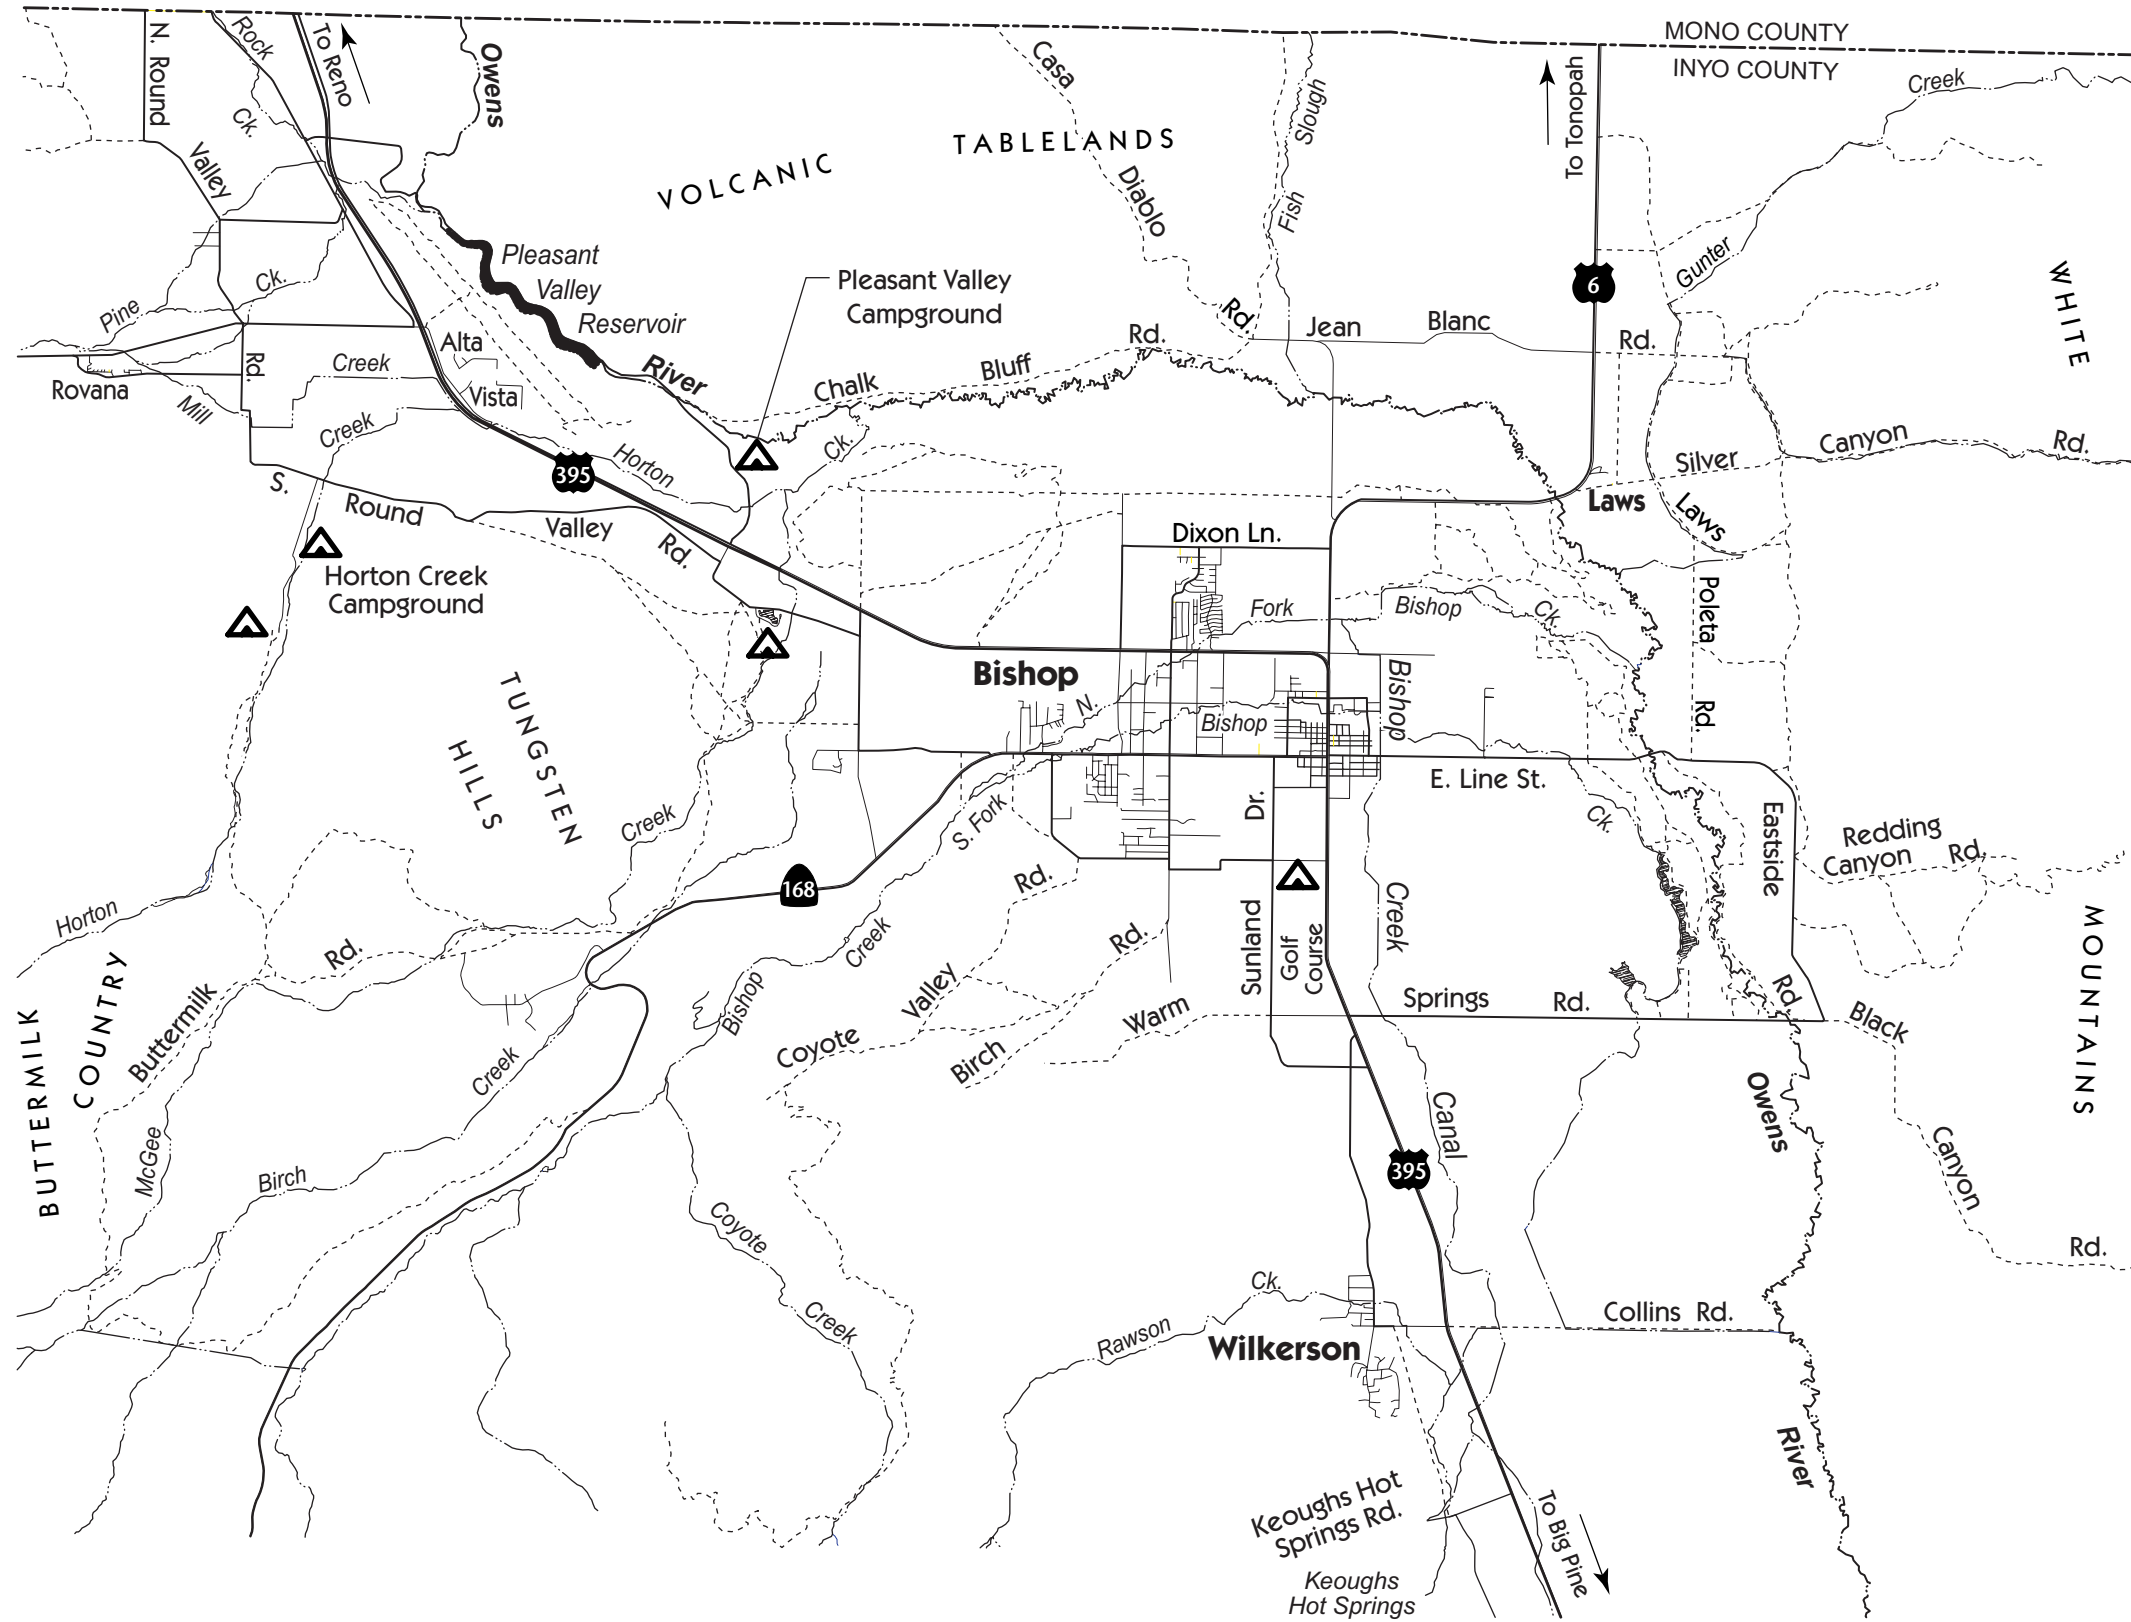 MONO COUNTY
INYO COUNTY
N. Round
Valley
Rd.
Rock
Ck.
To Reno
Owens
Casa
Diablo
Rd.
Fish
Slough
To Tonopah
Creek
Gunter
VOLCANIC
TABLELANDS
WHITE
MOUNTAINS
Pleasant
Valley
Reservoir
Pleasant Valley
Campground
6
Pine
Ck.
Alta
Vista
Creek
Rovana
Mill
Creek
River
Chalk
Bluff
Rd.
Jean
Blanc
Rd.
Ck.
Horton
395
S.
Round
Valley
Rd.
Silver
Canyon
Rd.
Laws
Laws
Poleta
Rd.
Dixon Ln.
Horton Creek
Campground
Fork
Bishop
Ck.
Bishop
N.
Bishop
Bishop
Creek
Canal
TUNGSTEN
HILLS
Creek
E. Line St.
Ck.
S. Fork
Dr.
Sunland
Golf
Course
Eastside
Rd.
Redding
Canyon
Rd.
168
Horton
Rd.
Buttermilk
BUTTERMILK
COUNTRY
Creek
Bishop
Rd.
Valley
Coyote
Rd.
Birch
Warm
Springs
Rd.
Black
Canyon
Rd.
Creek
McGee
Birch
Owens
395
Coyote
Creek
Ck.
Rawson
Wilkerson
Collins Rd.
River
Keoughs Hot
Springs Rd.
Keoughs
Hot Springs
To Big Pine